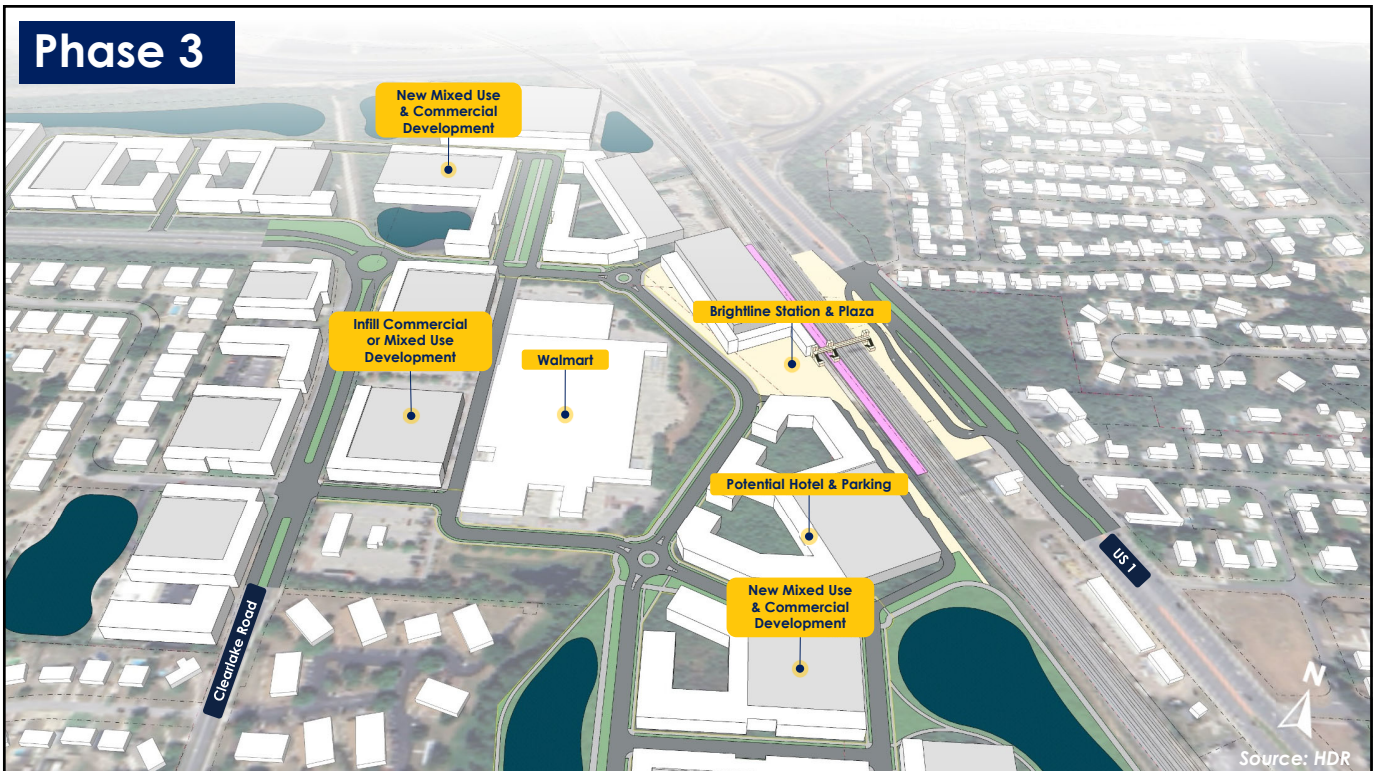 Phase 3
New Mixed Use
& Commercial
Development
Brightline Station & Plaza
Infill Commercial
or Mixed Use
Development
Walmart
Potential Hotel & Parking
US 1
New Mixed Use
& Commercial
Development
Clearlake Road
N
Source: HDR